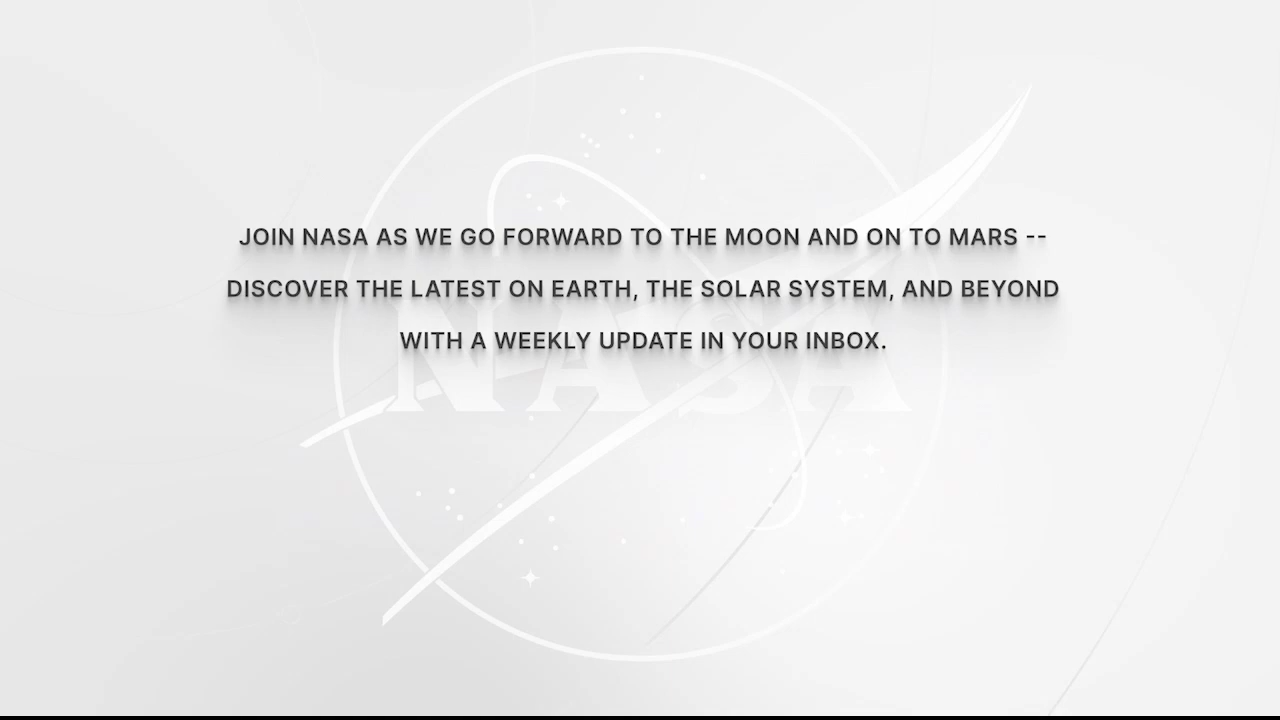 JOIN NASA AS WE GO FORWARD TO THE MOON AND ON TO MARS --
DISCOVER THE LATEST ON EARTH, THE SOLAR SYSTEM, AND BEYOND
WITH A WEEKLY UPDATE IN YOUR INBOX.
NASA